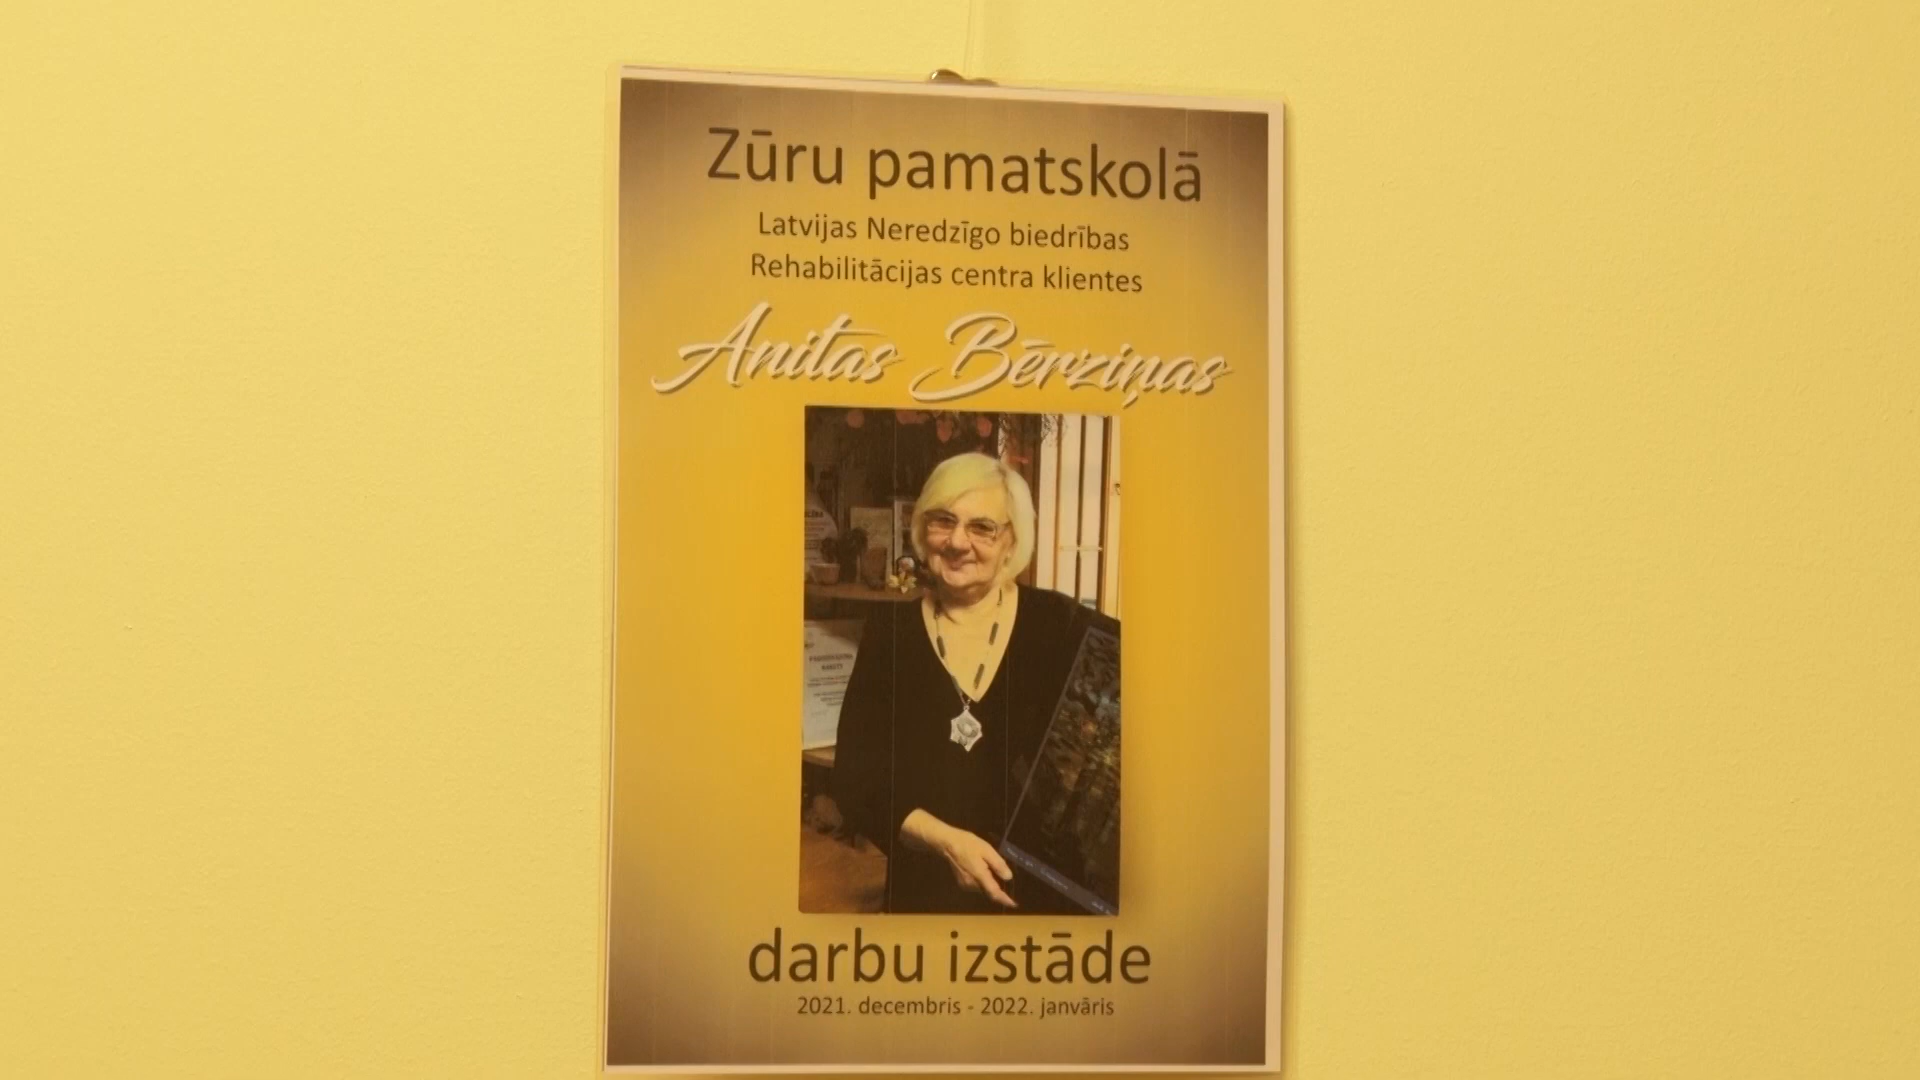 Zūru pamatskolā
Latvijas Neredzīgo biedrības
Rehabilitācijas centra klientes
Anitas Bērziņas
darbu izstāde
2021. decembris - 2022. janvāris